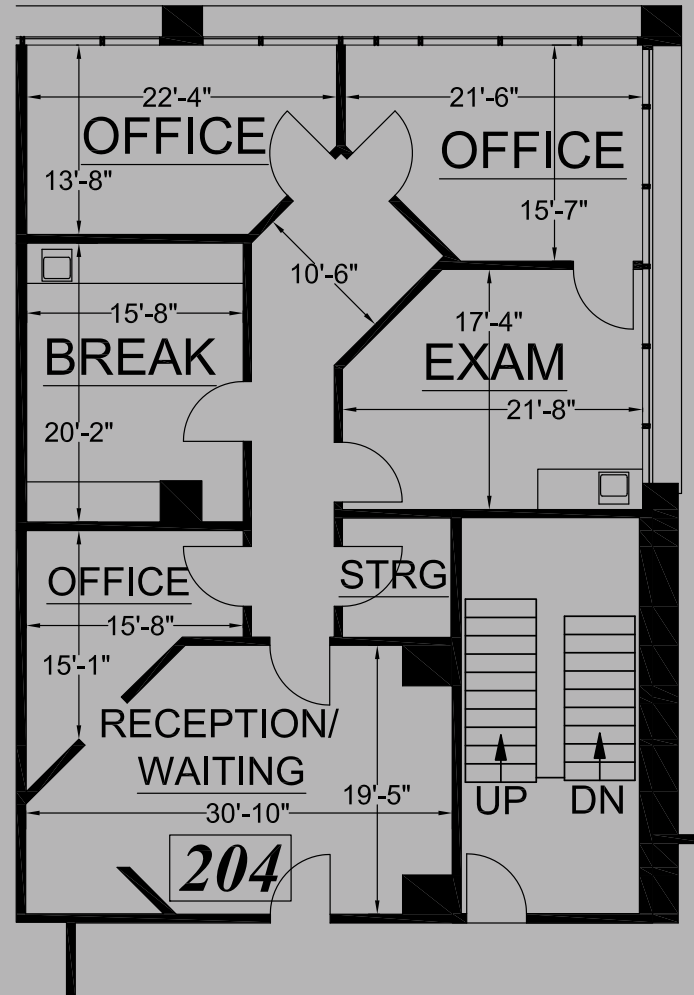 22'-4"
21'-6"
OFFICE
OFFICE
13'-8"
15'-7"
10'-6"
15'-8"
17'-4"
BREAK
EXAM
21'-8"
20'-2"
OFFICE
STRG
15'-8"
15'-1"
RECEPTION/
WAITING
19'-5"
30'-10"
UP
DN
204